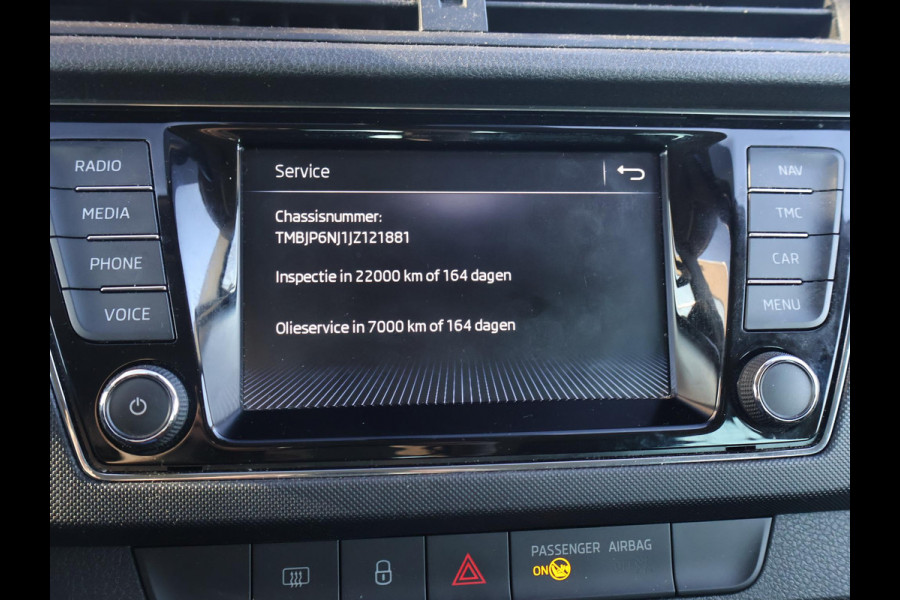 RADIO
MEDIA
PHONE
VOICE
Service
Chassisnummer:
TMBJP6NJ1JZ121881
Inspectie in 22000 km of 164 dagen
Olieservice in 7000 km of 164 dagen
NAV
TMC
CAR
MENU
PASSENGER AIRBAG
ON